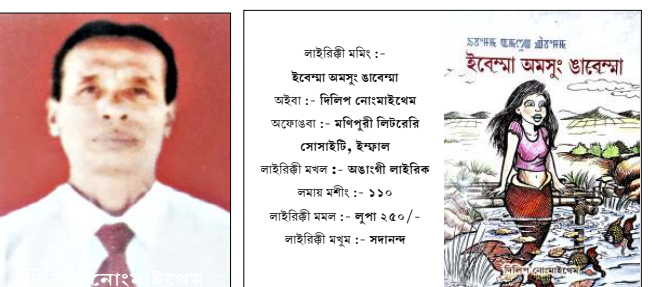 নোংমাইথেম
লাইরিক্কী মমিং :-
ইবেম্মা অমসুং ঙাবেম্মা
অইবা :- দিলিপ নোংমাইথেম
অফোঙবা :- মণিপুরী লিটরেরি
সোসাইটি, ইম্ফাল
লাইরিক্কী মখল :- অঙাংগী লাইরিক
লমায় মশীং :- ১১০
লাইরিক্কী মমল :- লুপা ২৫০/-
লাইরিক্কী মখুম :- সদানন্দ
ইবেম্মা অমসুং ঙাবেম্মা
দিলিপ নোংমাইথেম